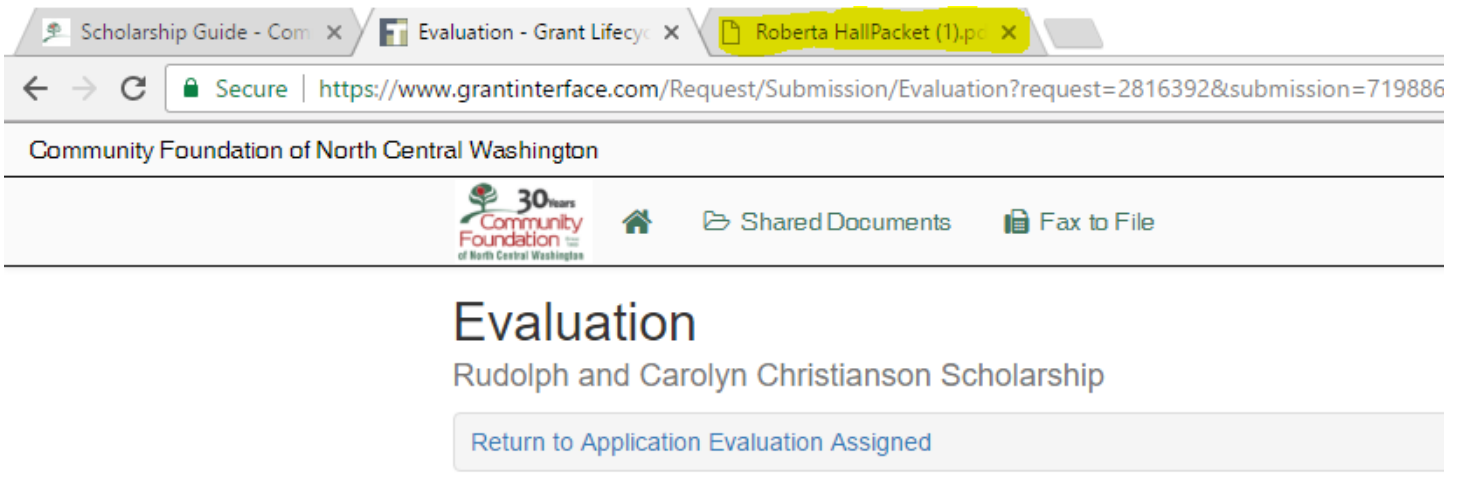 Scholarship Guide - Com
Evaluation - Grant Lifecyc
Roberta HallPacket (1).pd
Secure | https://www.grantinterface.com/Request/Submission/Evaluation?request=2816392&submission=719886
Community Foundation of North Central Washington
30 Years
Community
Foundation
of North Central Washington
Shared Documents
Fax to File
Evaluation
Rudolph and Carolyn Christianson Scholarship
Return to Application Evaluation Assigned